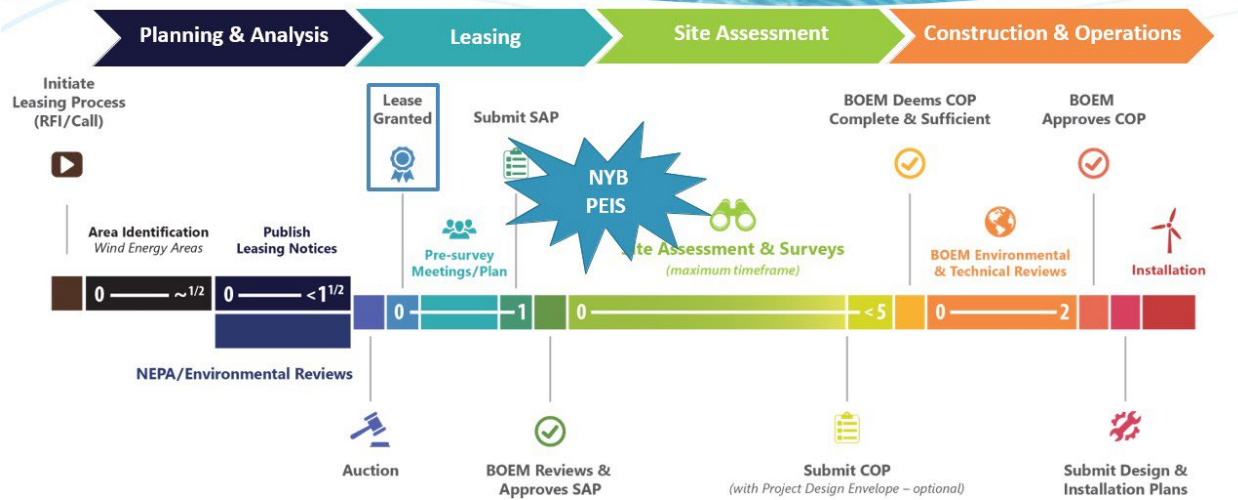 Planning & Analysis
Leasing
Site Assessment
Construction & Operations
Initiate
Leasing Process
(RFI/Call)
Lease
Granted
Submit SAP
BOEM Deems COP
Complete & Sufficient
BOEM
Approves COP
NYB
PEIS
Area Identification
Wind Energy Areas
Publish
Leasing Notices
Pre-survey
Meetings/Plan
Site Assessment & Surveys
(maximum timeframe)
BOEM Environmental
& Technical Reviews
Installation
0 ~1/2
0 <1 1/2
0 1
0 <5
0 2
NEPA/Environmental Reviews
Auction
BOEM Reviews &
Approves SAP
Submit COP
(with Project Design Envelope – optional)
Submit Design &
Installation Plans